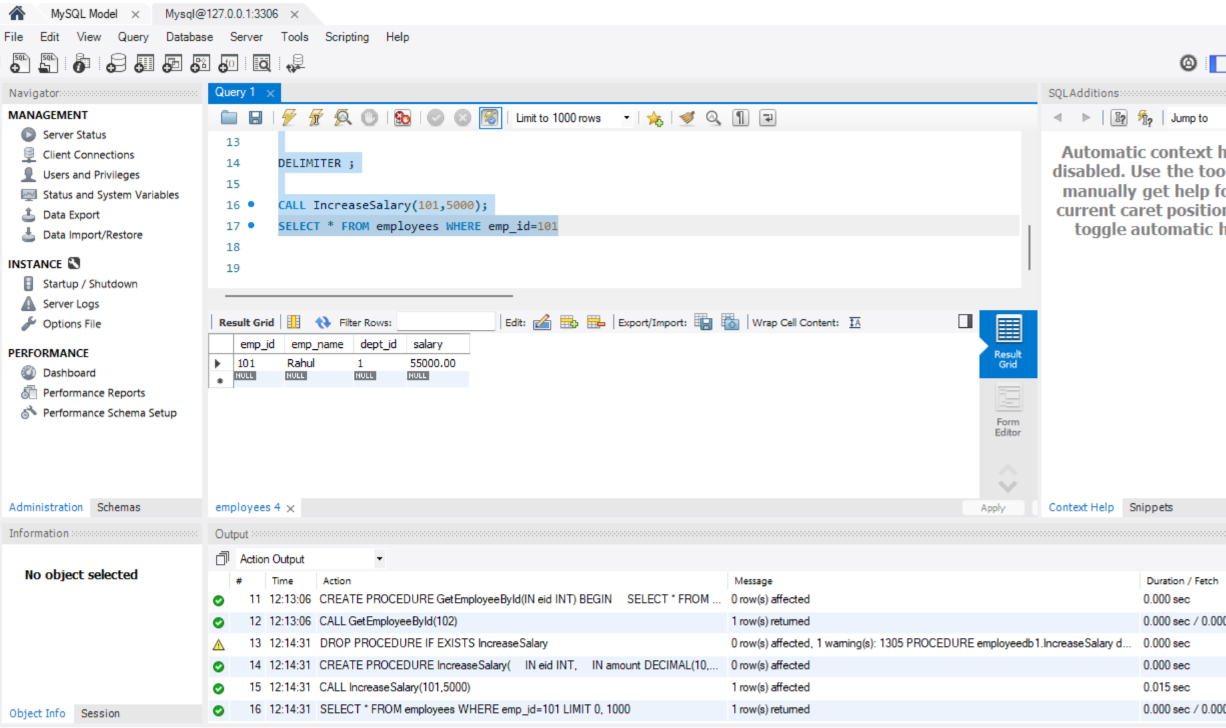 MySQL Model ×
Mysql@127.0.0.1:3306 ×
File Edit View Query Database Server Tools Scripting Help
Navigator
MANAGEMENT
Server Status
Client Connections
Users and Privileges
Status and System Variables
Data Export
Data Import/Restore
INSTANCE
Startup / Shutdown
Server Logs
Options File
PERFORMANCE
Dashboard
Performance Reports
Performance Schema Setup
Administration Schemas
Information
No object selected
Object Info Session
Query 1 ×
Limit to 1000 rows
13
14 DELIMITER ;
15
16 CALL IncreaseSalary(101,5000);
17 SELECT * FROM employees WHERE emp_id=101
18
19
Result Grid Filter Rows: Edit: Export/Import: Wrap Cell Content:
emp_id emp_name dept_id salary
101 Rahul 1 55000.00
NULL NULL NULL NULL
Result
Grid
Form
Editor
employees 4 ×
Apply
SQLAdditions
Jump to
Automatic context h
disabled. Use the too
manually get help fo
current caret position
toggle automatic h
Context Help Snippets
Output
Action Output
# Time Action Message Duration / Fetch
11 12:13:06 CREATE PROCEDURE GetEmployeeById(IN eid INT) BEGIN SELECT * FROM ... 0 row(s) affected 0.000 sec
12 12:13:06 CALL GetEmployeeById(102) 1 row(s) returned 0.000 sec / 0.000
13 12:14:31 DROP PROCEDURE IF EXISTS IncreaseSalary 0 row(s) affected, 1 warning(s): 1305 PROCEDURE employeedb1.IncreaseSalary d... 0.000 sec
14 12:14:31 CREATE PROCEDURE IncreaseSalary( IN eid INT, IN amount DECIMAL(10,... 0 row(s) affected 0.000 sec
15 12:14:31 CALL IncreaseSalary(101,5000) 1 row(s) affected 0.015 sec
16 12:14:31 SELECT * FROM employees WHERE emp_id=101 LIMIT 0, 1000 1 row(s) returned 0.000 sec / 0.000